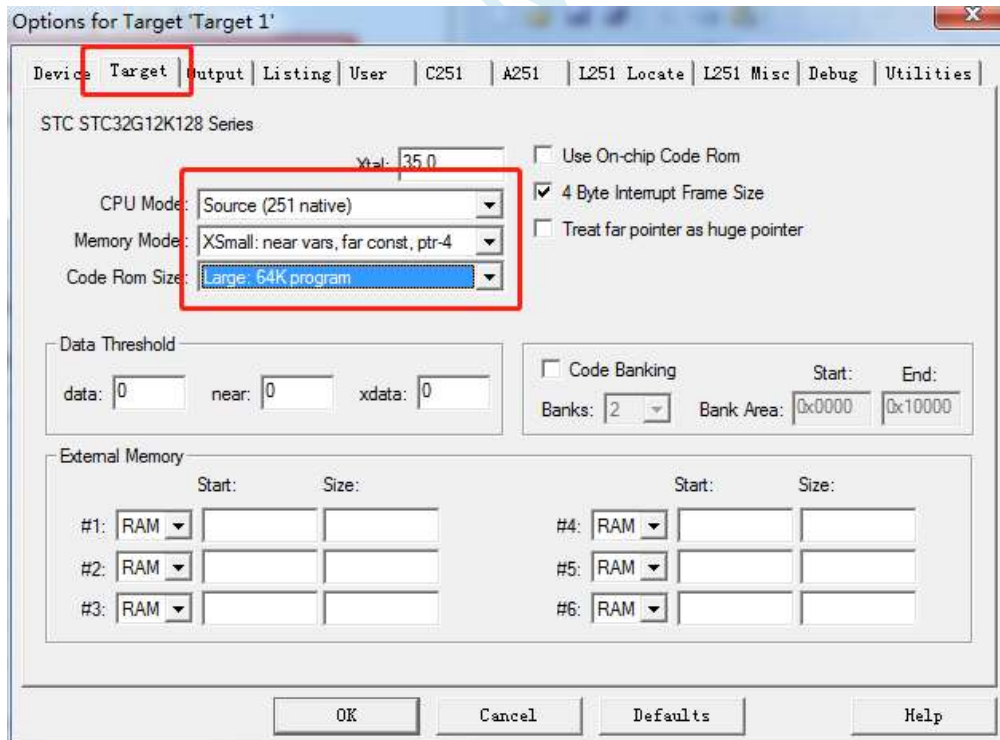 Options for Target 'Target 1'
Device Target Output Listing User C251 A251 L251 Locate L251 Misc Debug Utilities
STC STC32G12K128 Series
Xtal: 35.0
Use On-chip Code Rom
CPU Mode: Source (251 native)
4 Byte Interrupt Frame Size
Memory Model: XSmall: near vars, far const, ptr-4
Treat far pointer as huge pointer
Code Rom Size: Large: 64K program
Data Threshold
data: 0 near: 0 xdata: 0
Code Banking Start: End:
Banks: 2 Bank Area: 0x0000 0x10000
External Memory
Start: Size: Start: Size:
#1: RAM #4: RAM
#2: RAM #5: RAM
#3: RAM #6: RAM
OK Cancel Defaults Help